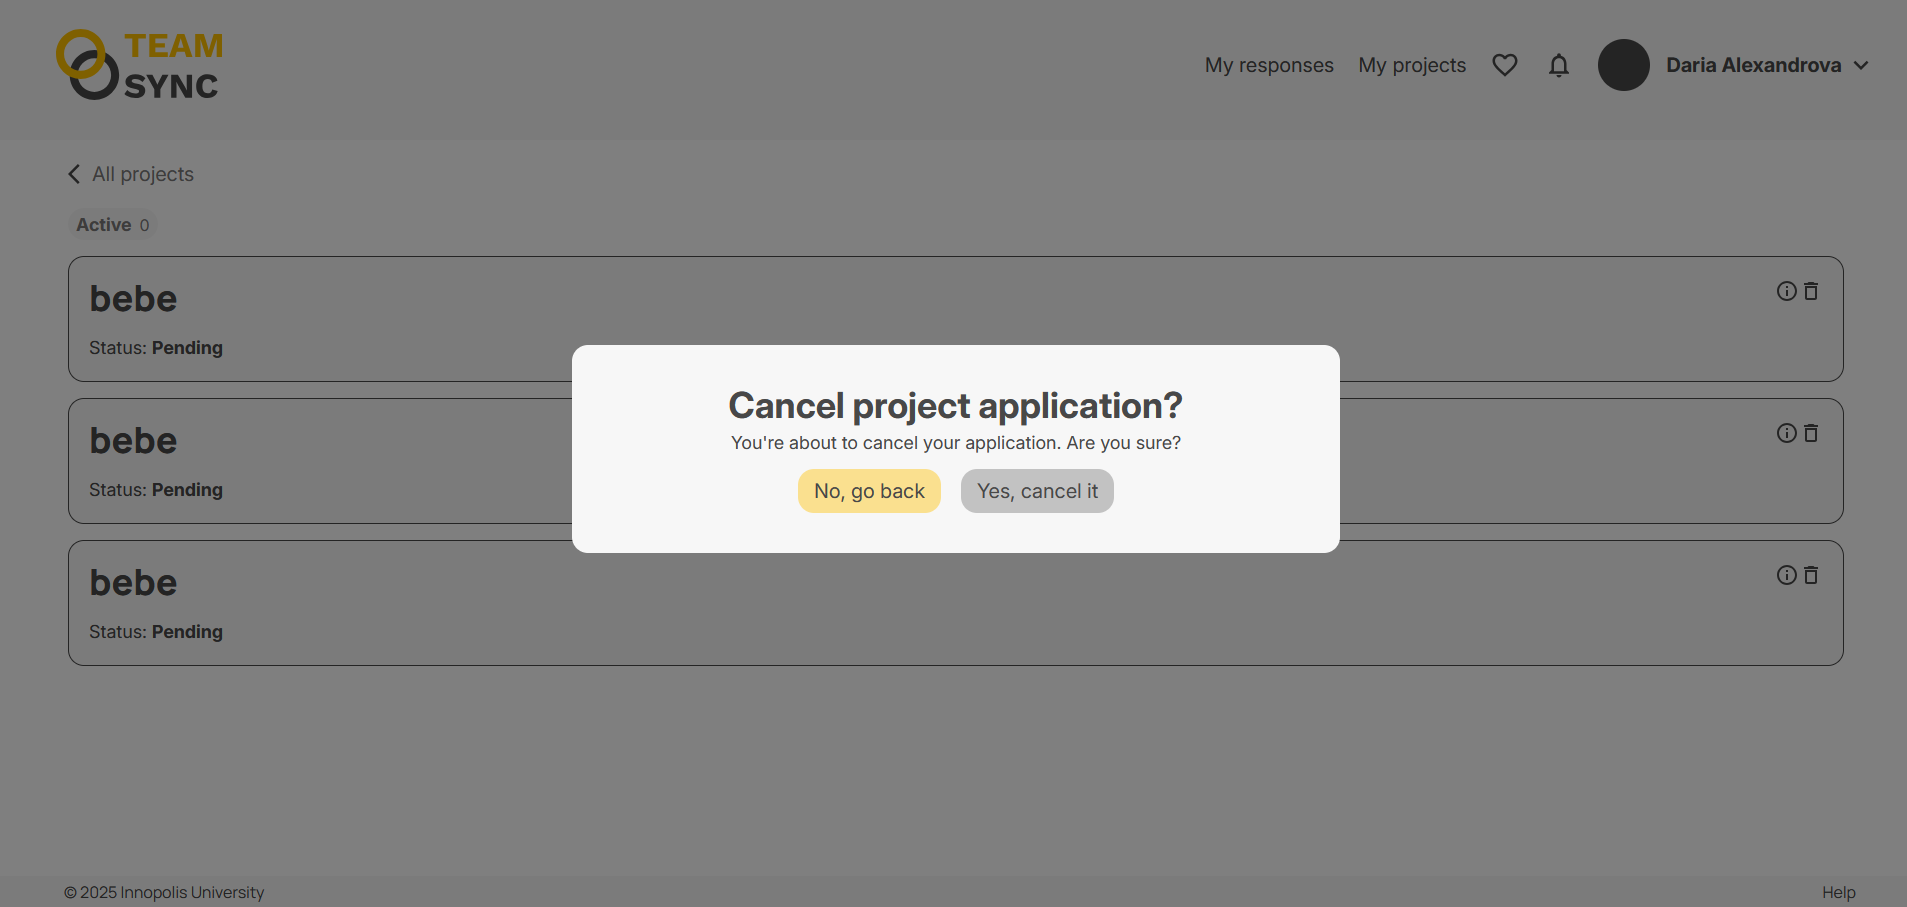 TEAM
SYNC
My responses
My projects
Daria Alexandrova
All projects
Active 0
bebe
Status: Pending
bebe
Status: Pending
bebe
Status: Pending
Cancel project application?
You're about to cancel your application. Are you sure?
No, go back
Yes, cancel it
© 2025 Innopolis University
Help